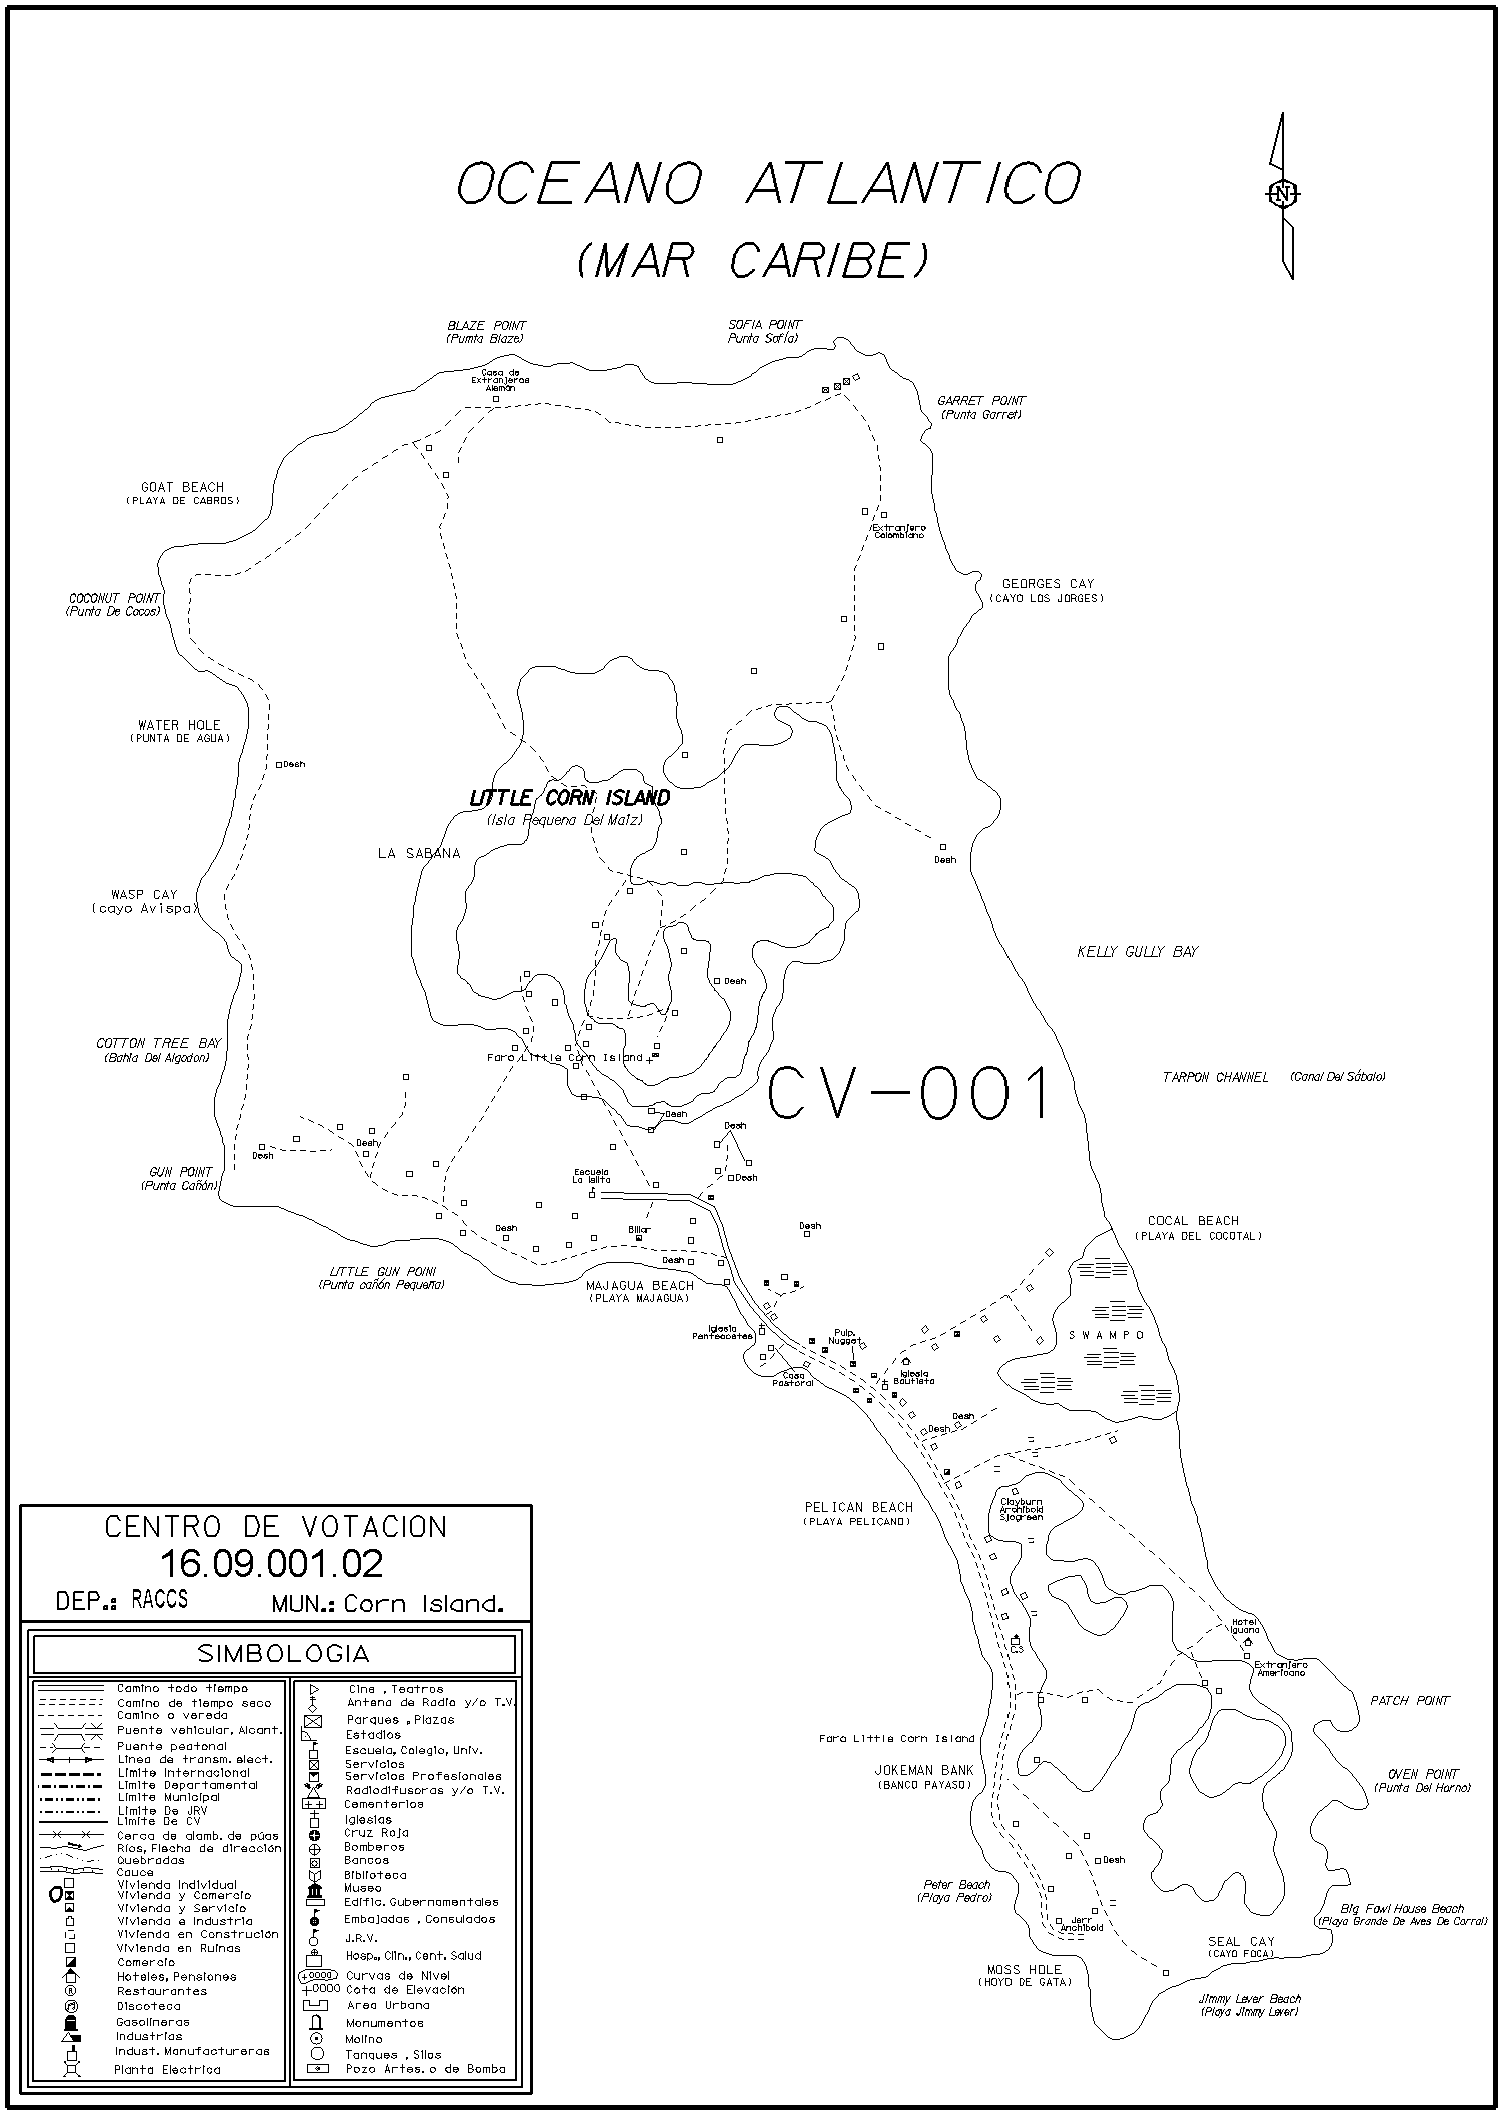 OCEANO ATLANTICO
(MAR CARIBE)
N
BLAZE POINT
(Pumta Blaze)
SOFIA POINT
Punta Sofía)
Casa de
Extranjeros
Alemán
GARRET POINT
(Punta Garret)
GOAT BEACH
(PLAYA DE CABROS)
Extranjero
Colombiano
GEORGES CAY
(CAYO LOS JORGES)
COCONUT POINT
(Punta De Cocos)
WATER HOLE
(PUNTA DE AGUA)
Desh
LITTLE CORN ISLAND
(Isla Pequena Del Maiz)
LA SABANA
Desh
WASP CAY
(cayo Avispa)
KELLY GULLY BAY
Desh
COTTON TREE BAY
(Bahia Del Algodon)
Faro Little Corn Island
CV-001
TARPON CHANNEL (Canal Del Sábalo)
Desh
Desh
Desh
Desh
GUN POINT
(Punta Cañón)
Escuela
La Islita
Desh
Desh
Billar
Desh
COCAL BEACH
(PLAYA DEL COCOTAL)
Desh
LITTLE GUN POINI
(Punta cañón Pequeña)
MAJAGUA BEACH
(PLAYA MAJAGUA)
Iglesia
Pentecostes
Pulp.
Nugget
SWAMPO
Casa
Pastoral
Iglesia
Bautista
Desh
Desh
PELICAN BEACH
(PLAYA PELICANO)
Clayburn
Archibold
Sjogreen
CENTRO DE VOTACION
16.09.001.02
DEP.: RACCS MUN.: Corn Island.
Hotel
Iguana
C.S
Extranjero
Americano
PATCH POINT
Faro Little Corn Island
JOKEMAN BANK
(BANCO PAYASO)
OVEN POINT
(Punta Del Horno)
Desh
Peter Beach
(Playa Pedro)
Jerr
Archibold
Big Fowl House Beach
(Playa Grande De Aves De Corral)
SEAL CAY
(CAYO FOCA)
MOSS HOLE
(HOYO DE GATA)
Jimmy Lever Beach
(Playa Jimmy Lever)
SIMBOLOGIA
Camino todo tiempo
Camino de tiempo seco
Camino o vereda
Puente vehicular, Alcant.
Puente peatonal
Linea de transm. elect.
Limite Internacional
Limite Departamental
Limite Municipal
Limite De JRV
Limite De CV
Cerca de alamb. de púas
Ríos, Flecha de dirección
Quebradas
Cauce
Vivienda Individual
Vivienda y Comercio
Vivienda y Servicio
Vivienda e Industria
Vivienda en Construción
Vivienda en Ruinas
Comercio
Hoteles, Pensiones
Restaurantes
Discoteca
Gasolineras
Industrias
Indust. Manufactureras
Planta Electrica
Cine , Teatros
Antena de Radio y/o T.V.
Parques , Plazas
Estadios
Escuela, Colegio, Univ.
Servicios
Servicios Profesionales
Radiodifusoras y/o T.V.
Cementerios
Iglesias
Cruz Roja
Bomberos
Bancos
Biblioteca
Museo
Edific. Gubernamentales
Embajadas , Consulados
J.R.V.
Hosp., Clin., Cent. Salud
+0000 Curvas de Nivel
+0000 Cota de Elevación
Area Urbana
Monumentos
Molino
Tanques , Silos
Pozo Artes. o de Bomba